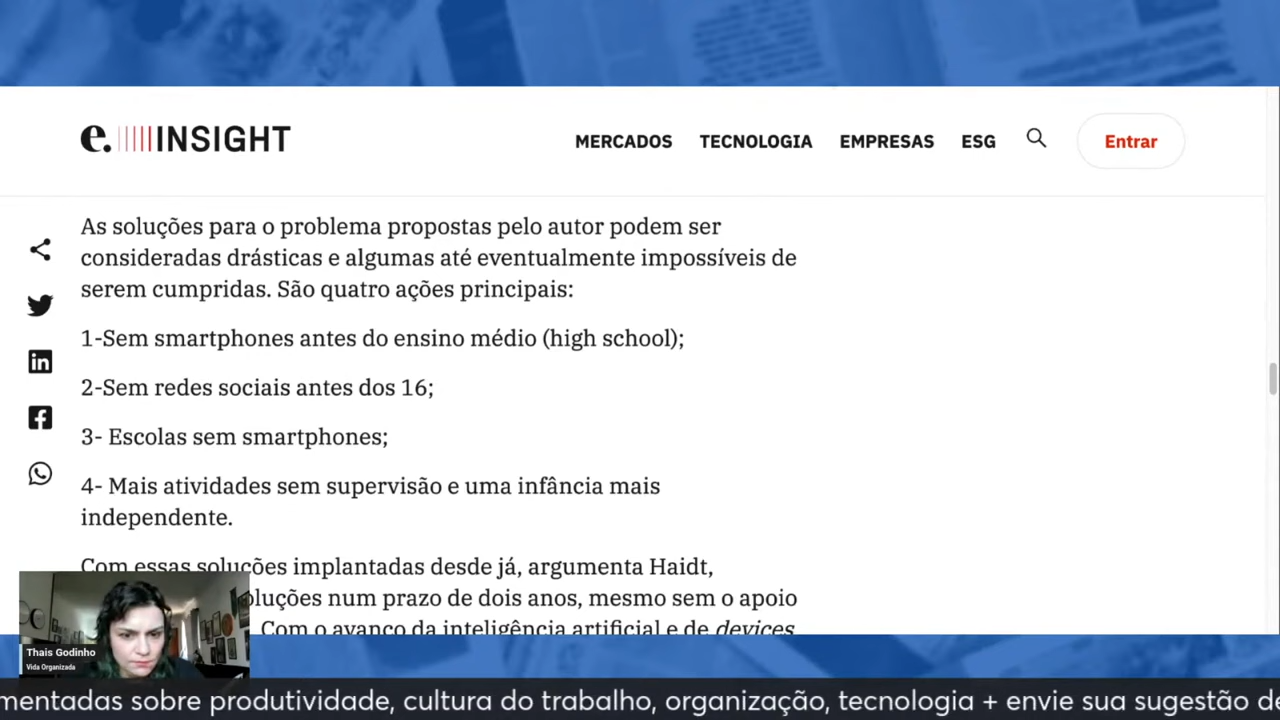 e. INSIGHT
MERCADOS TECNOLOGIA EMPRESAS ESG
Entrar
As soluções para o problema propostas pelo autor podem ser
consideradas drásticas e algumas até eventualmente impossíveis de
serem cumpridas. São quatro ações principais:
1-Sem smartphones antes do ensino médio (high school);
2-Sem redes sociais antes dos 16;
3- Escolas sem smartphones;
4- Mais atividades sem supervisão e uma infância mais
independente.
Com essas soluções implantadas desde já, argumenta Haidt,
oluções num prazo de dois anos, mesmo sem o apoio
Com o avanço da inteligência artificial e de devices
Thais Godinho
Vida Organizada
mentadas sobre produtividade, cultura do trabalho, organização, tecnologia + envie sua sugestão d